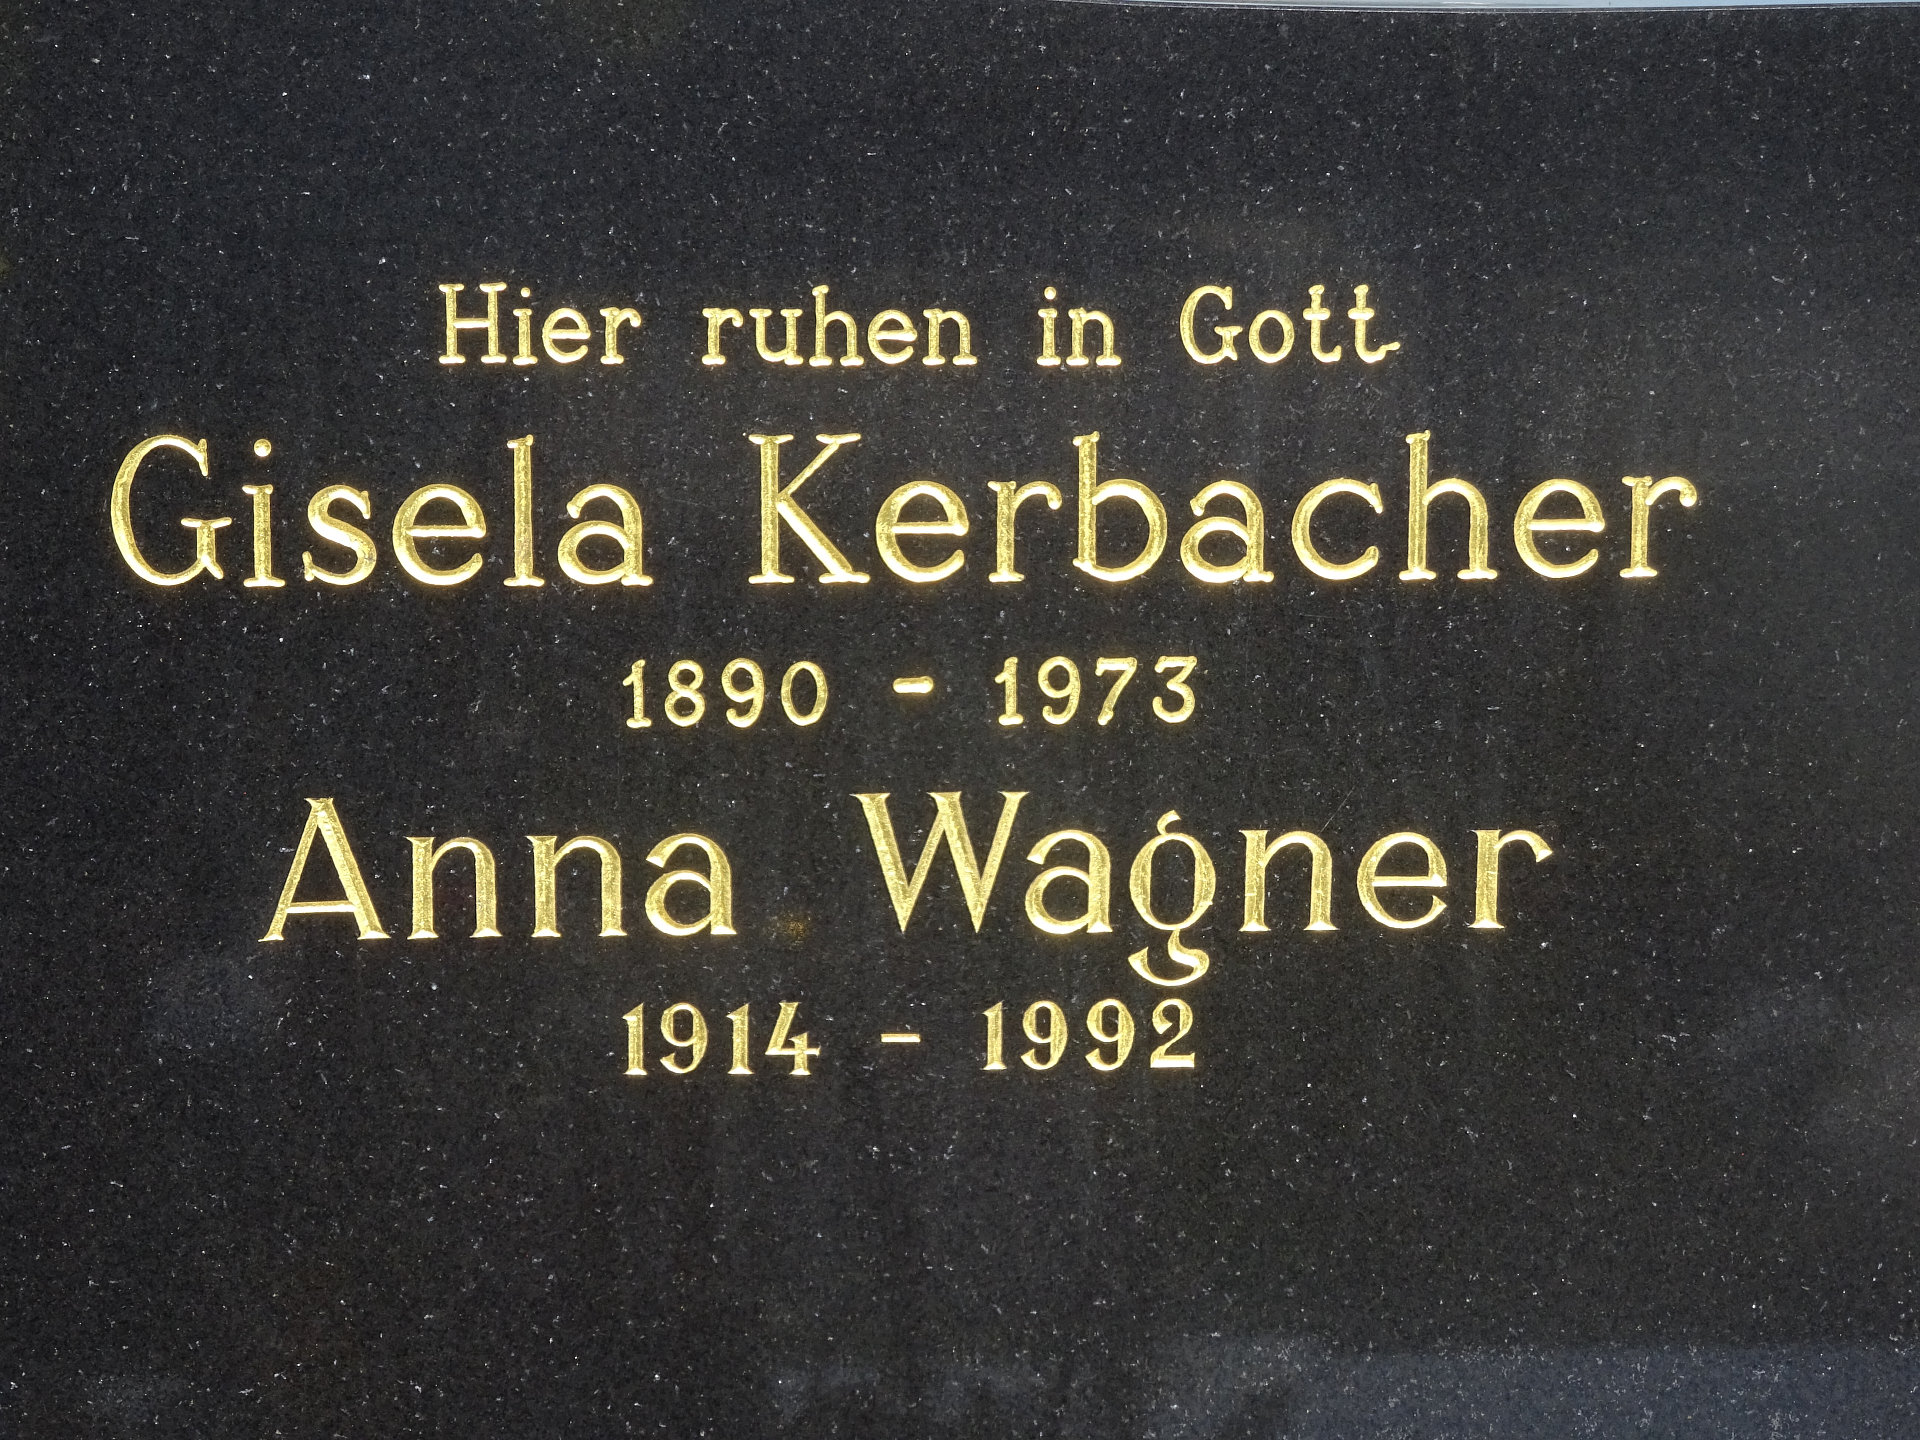 Hier ruhen in Gott
Gisela Kerbacher
1890 - 1973
Anna Wagner
1914 - 1992